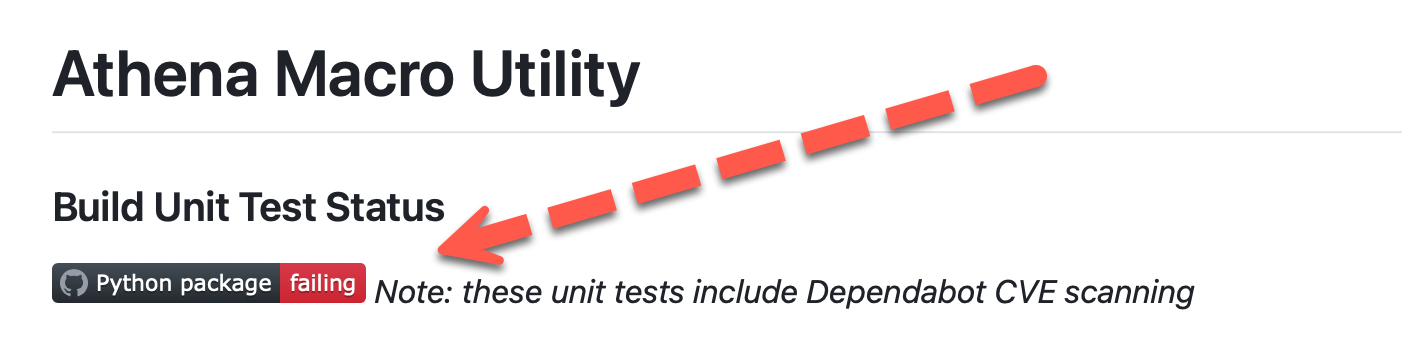 Athena Macro Utility
Build Unit Test Status
Python package failing Note: these unit tests include Dependabot CVE scanning